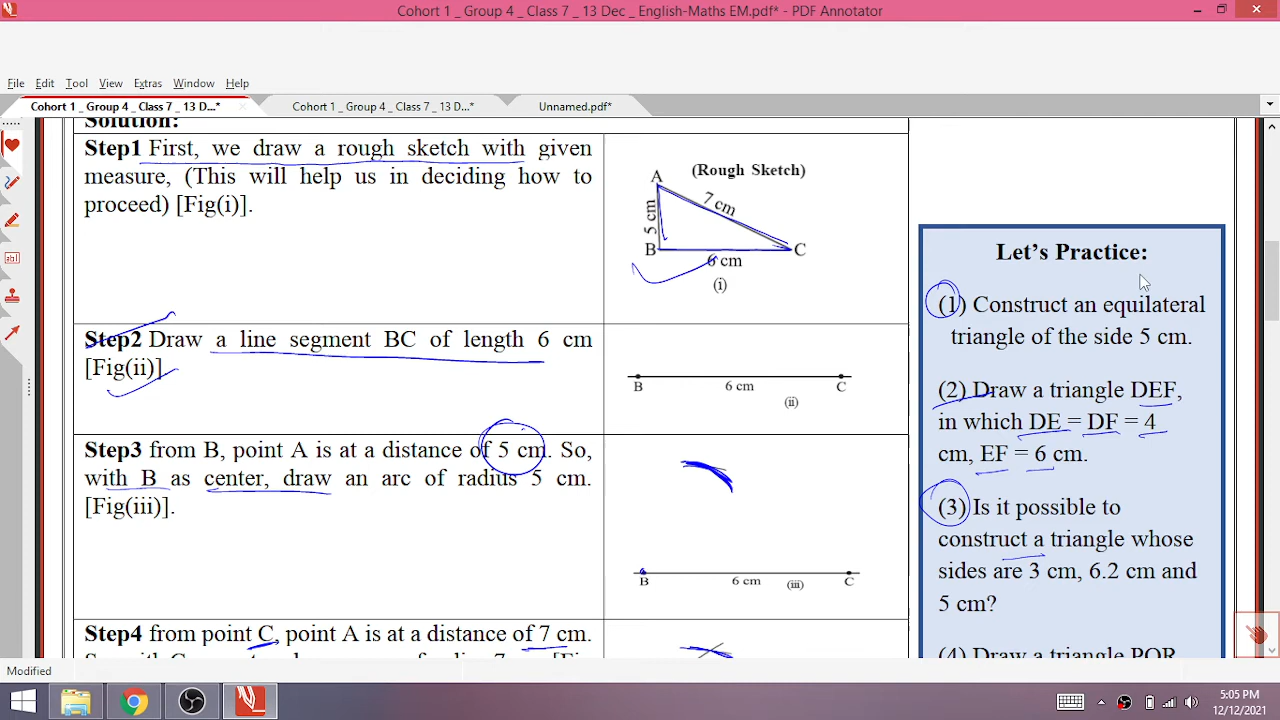 Cohort 1 _ Group 4 _ Class 7 _ 13 Dec _ English-Maths EM.pdf* - PDF Annotator
File Edit Tool View Extras Window Help
Cohort 1 _ Group 4 _ Class 7 _ 13 D...* Cohort 1 _ Group 4 _ Class 7 _ 13 D...* Unnamed.pdf*
Solution:
Step1 First, we draw a rough sketch with given
measure, (This will help us in deciding how to
proceed) [Fig(i)].
(Rough Sketch)
A
7 cm
5 cm
B C
6 cm
(i)
Step2 Draw a line segment BC of length 6 cm
[Fig(ii)].
B 6 cm C
(ii)
Step3 from B, point A is at a distance of 5 cm. So,
with B as center, draw an arc of radius 5 cm.
[Fig(iii)].
B 6 cm (iii) C
Step4 from point C, point A is at a distance of 7 cm.
Let's Practice:
(1) Construct an equilateral
triangle of the side 5 cm.
(2) Draw a triangle DEF,
in which DE = DF = 4
cm, EF = 6 cm.
(3) Is it possible to
construct a triangle whose
sides are 3 cm, 6.2 cm and
5 cm?
(4) Draw a triangle PQR
Modified
5:05 PM
12/12/2021